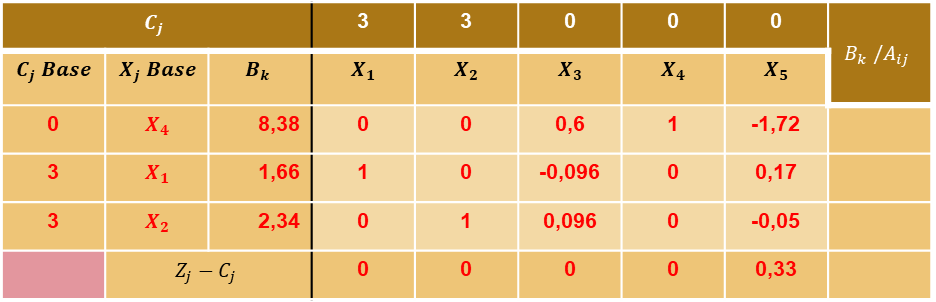 C_j 3 3 0 0 0 B_k /A_ij
C_j Base X_j Base B_k X_1 X_2 X_3 X_4 X_5
0 X_4 8,38 0 0 0,6 1 -1,72
3 X_1 1,66 1 0 -0,096 0 0,17
3 X_2 2,34 0 1 0,096 0 -0,05
Z_j − C_j 0 0 0 0 0,33